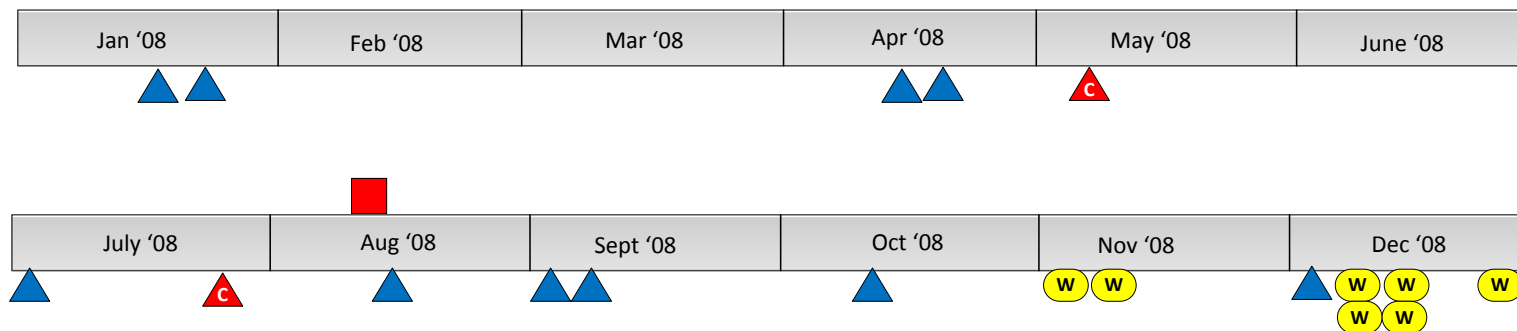 Jan ‘08 Feb ‘08 Mar ‘08 Apr ‘08 May ‘08 June ‘08
C
July ‘08 Aug ‘08 Sept ‘08 Oct ‘08 Nov ‘08 Dec ‘08
C W W W W W
W W